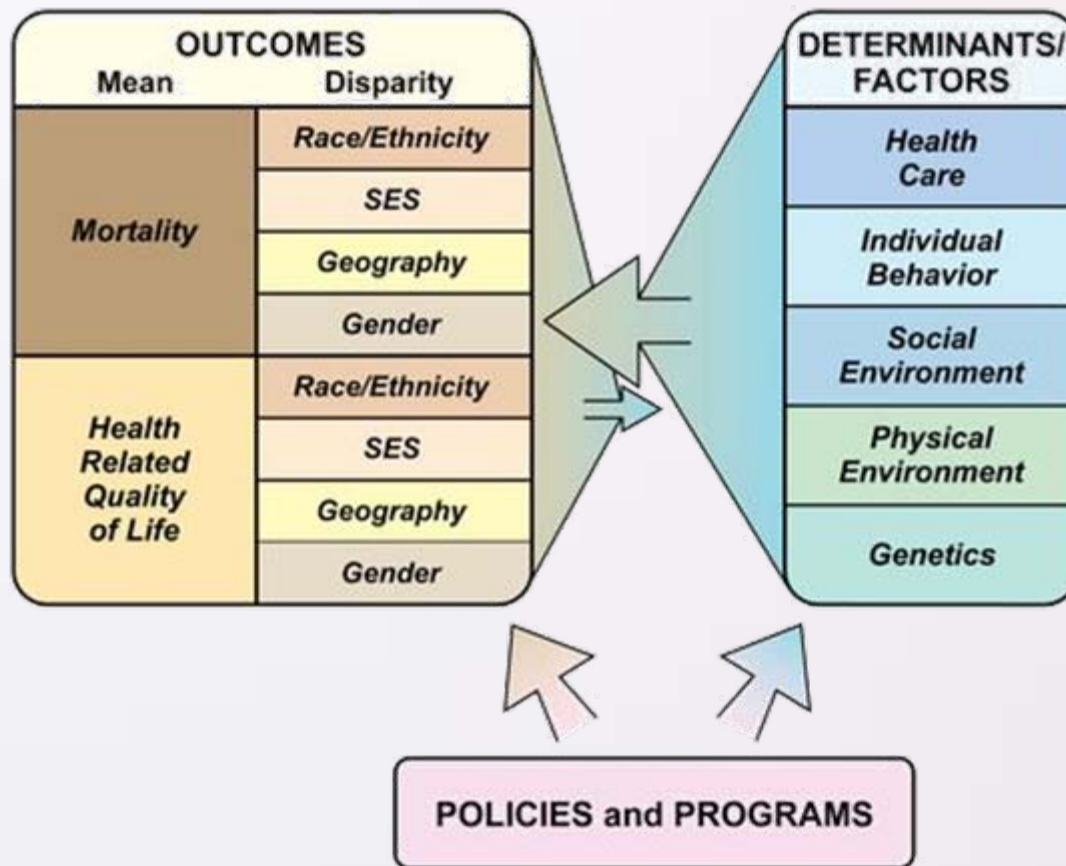 OUTCOMES
Mean Disparity
Mortality
Race/Ethnicity
SES
Geography
Gender
Health
Related
Quality
of Life
Race/Ethnicity
SES
Geography
Gender
DETERMINANTS/
FACTORS
Health
Care
Individual
Behavior
Social
Environment
Physical
Environment
Genetics
POLICIES and PROGRAMS